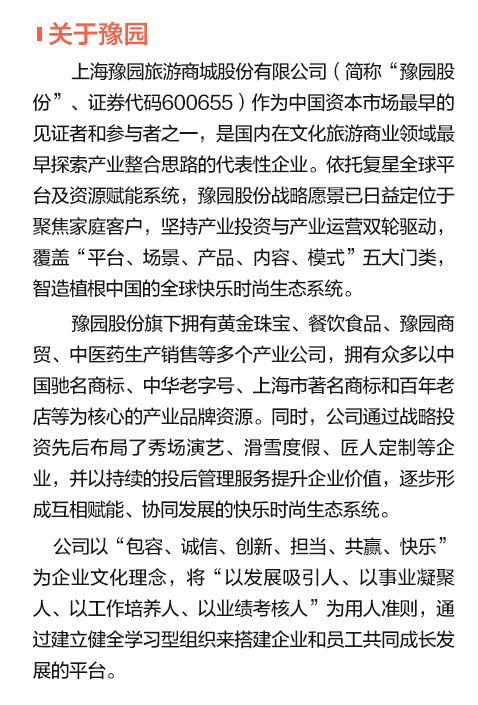 关于豫园
上海豫园旅游商城股份有限公司（简称“豫园股
份”、证券代码600655）作为中国资本市场最早的
见证者和参与者之一，是国内在文化旅游商业领域最
早探索产业整合思路的代表性企业。依托复星全球平
台及资源赋能系统，豫园股份战略愿景已日益定位于
聚焦家庭客户，坚持产业投资与产业运营双轮驱动，
覆盖“平台、场景、产品、内容、模式”五大门类，
智造植根中国的全球快乐时尚生态系统。
豫园股份旗下拥有黄金珠宝、餐饮食品、豫园商
贸、中医药生产销售等多个产业公司，拥有众多以中
国驰名商标、中华老字号、上海市著名商标和百年老
店等为核心的产业品牌资源。同时，公司通过战略投
资先后布局了秀场演艺、滑雪度假、匠人定制等企
业，并以持续的投后管理服务提升企业价值，逐步形
成互相赋能、协同发展的快乐时尚生态系统。
公司以“包容、诚信、创新、担当、共赢、快乐”
为企业文化理念，将“以发展吸引人、以事业凝聚
人、以工作培养人、以业绩考核人”为用人准则，通
过建立健全学习型组织来搭建企业和员工共同成长发
展的平台。